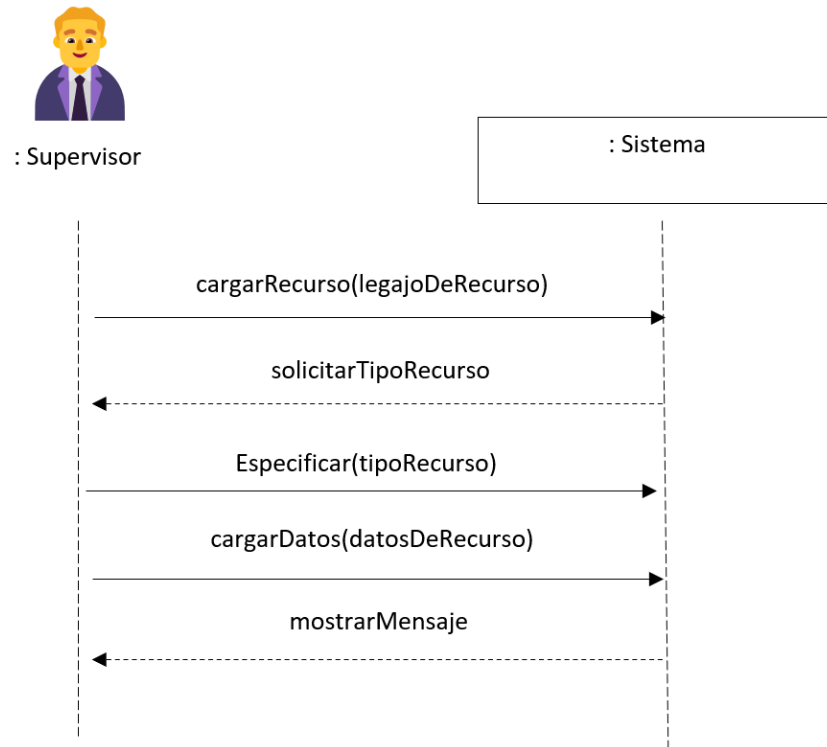 : Supervisor
: Sistema
cargarRecurso(legajoDeRecurso)
solicitarTipoRecurso
Especificar(tipoRecurso)
cargarDatos(datosDeRecurso)
mostrarMensaje